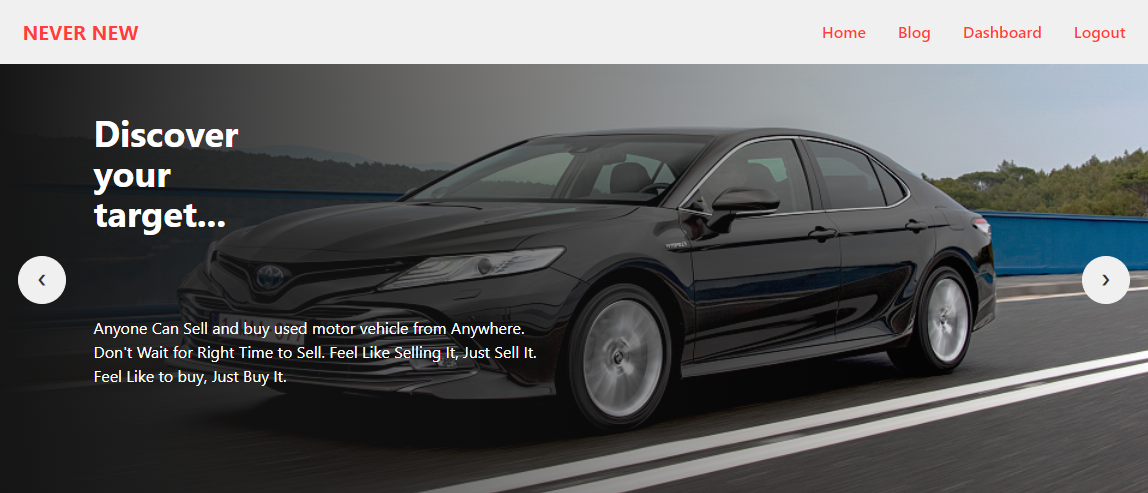 NEVER NEW
Home Blog Dashboard Logout
Discover
your
target...
Anyone Can Sell and buy used motor vehicle from Anywhere.
Don't Wait for Right Time to Sell. Feel Like Selling It, Just Sell It.
Feel Like to buy, Just Buy It.